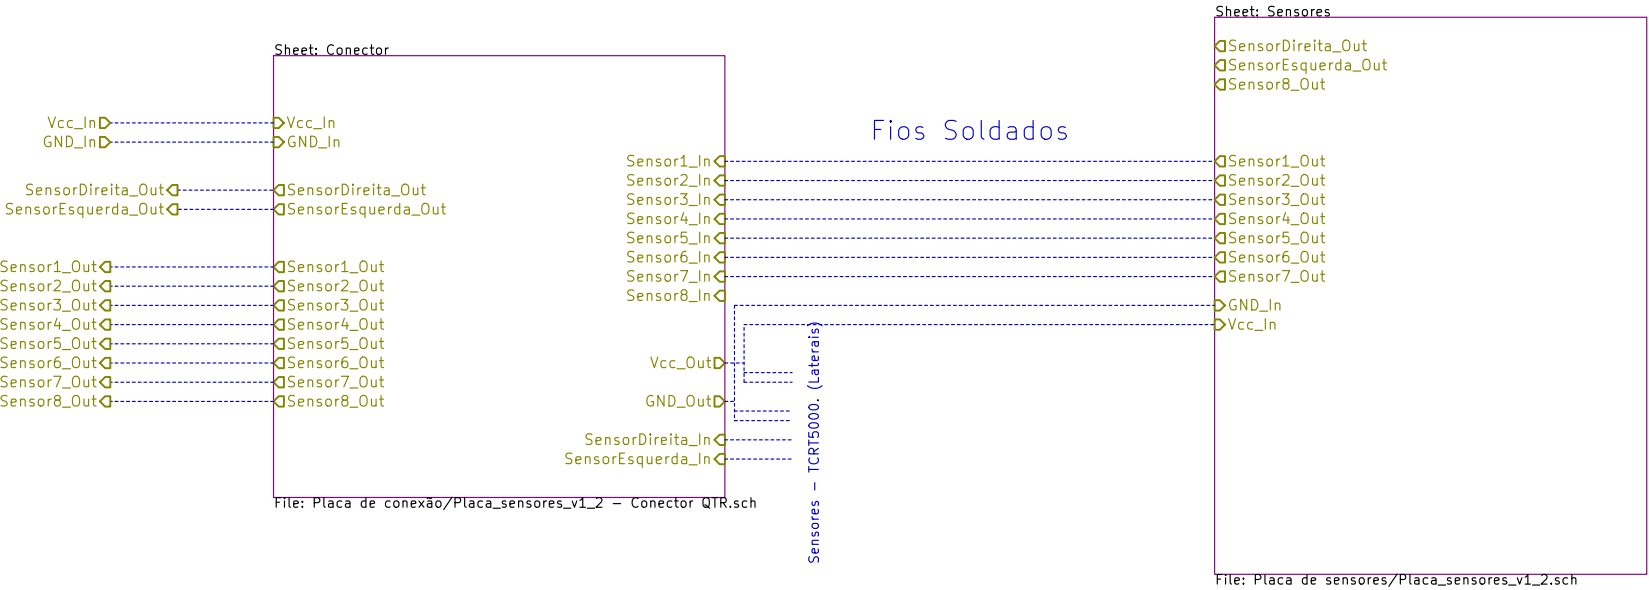 Sheet: Conector
Vcc_In
GND_In
SensorDireita_Out
SensorEsquerda_Out
Sensor1_Out
Sensor2_Out
Sensor3_Out
Sensor4_Out
Sensor5_Out
Sensor6_Out
Sensor7_Out
Sensor8_Out
Vcc_In
GND_In
SensorDireita_Out
SensorEsquerda_Out
Sensor1_Out
Sensor2_Out
Sensor3_Out
Sensor4_Out
Sensor5_Out
Sensor6_Out
Sensor7_Out
Sensor8_Out
Sensor1_In
Sensor2_In
Sensor3_In
Sensor4_In
Sensor5_In
Sensor6_In
Sensor7_In
Sensor8_In
Vcc_Out
GND_Out
SensorDireita_In
SensorEsquerda_In
File: Placa de conexão/Placa_sensores_v1_2 - Conector QTR.sch
Fios Soldados
Sensores - TCRT5000. (Laterais)
Sheet: Sensores
SensorDireita_Out
SensorEsquerda_Out
Sensor8_Out
Sensor1_Out
Sensor2_Out
Sensor3_Out
Sensor4_Out
Sensor5_Out
Sensor6_Out
Sensor7_Out
GND_In
Vcc_In
File: Placa de sensores/Placa_sensores_v1_2.sch